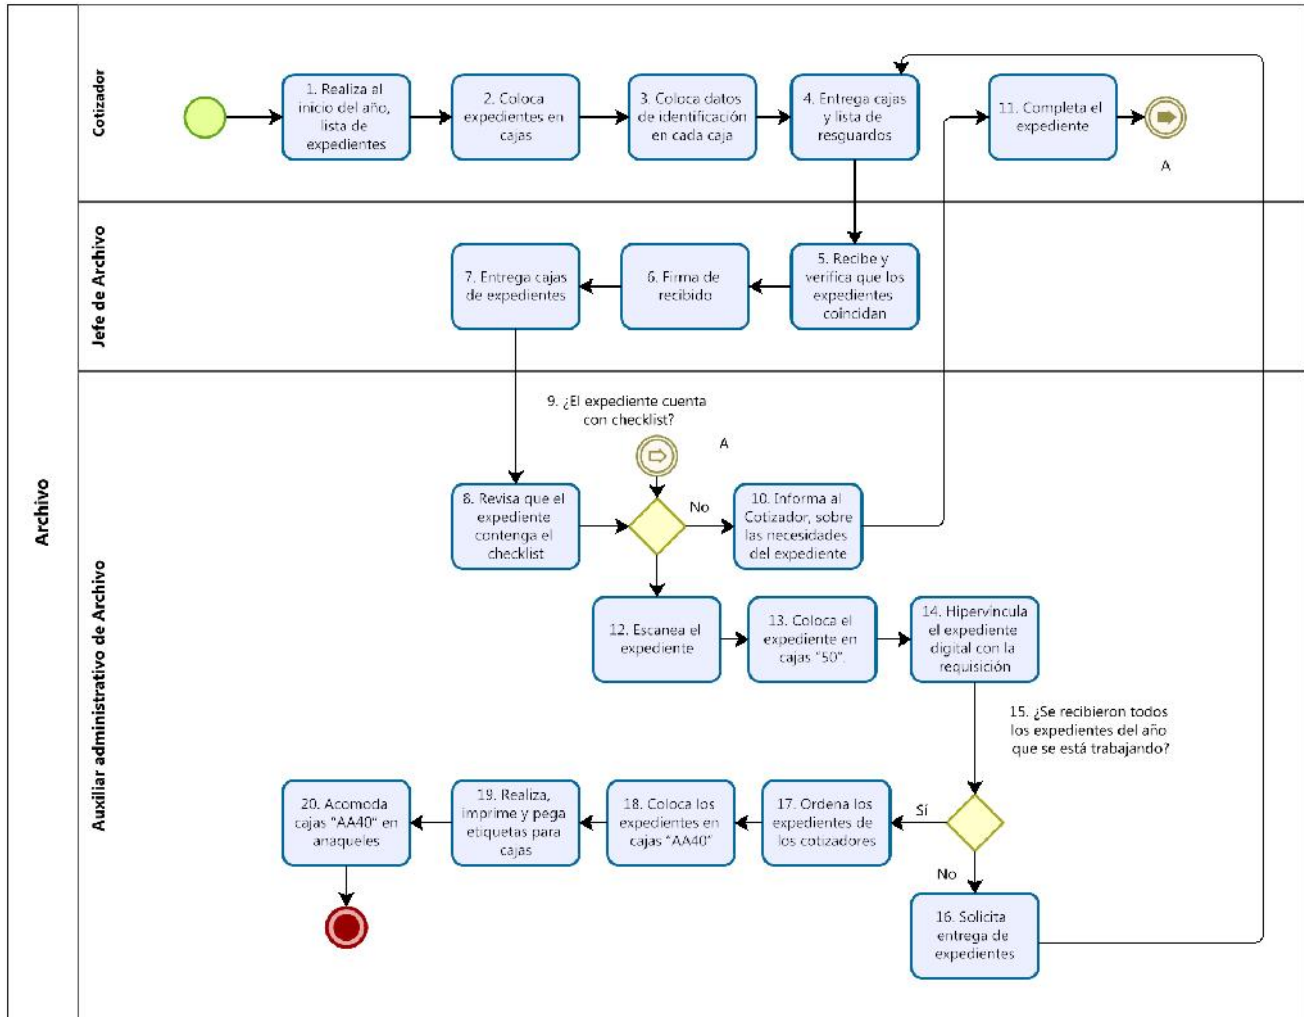 Archivo
Cotizador
1. Realiza al
inicio del año,
lista de
expedientes
2. Coloca
expedientes en
cajas
3. Coloca datos
de identificación
en cada caja
4. Entrega cajas
y lista de
resguardos
11. Completa el
expediente
A
Jefe de Archivo
7. Entrega cajas
de expedientes
6. Firma de
recibido
5. Recibe y
verifica que los
expedientes
coincidan
Auxiliar administrativo de Archivo
9. ¿El expediente cuenta
con checklist?
A
8. Revisa que el
expediente
contenga el
checklist
No
10. Informa al
Cotizador, sobre
las necesidades
del expediente
12. Escanea el
expediente
13. Coloca el
expediente en
cajas "50".
14. Hipervincula
el expediente
digital con la
requisición
15. ¿Se recibieron todos
los expedientes del año
que se está trabajando?
20. Acomoda
cajas "AA40" en
anaqueles
19. Realiza,
imprime y pega
etiquetas para
cajas
18. Coloca los
expedientes en
cajas "AA40"
17. Ordena los
expedientes de
los cotizadores
Sí
No
16. Solicita
entrega de
expedientes